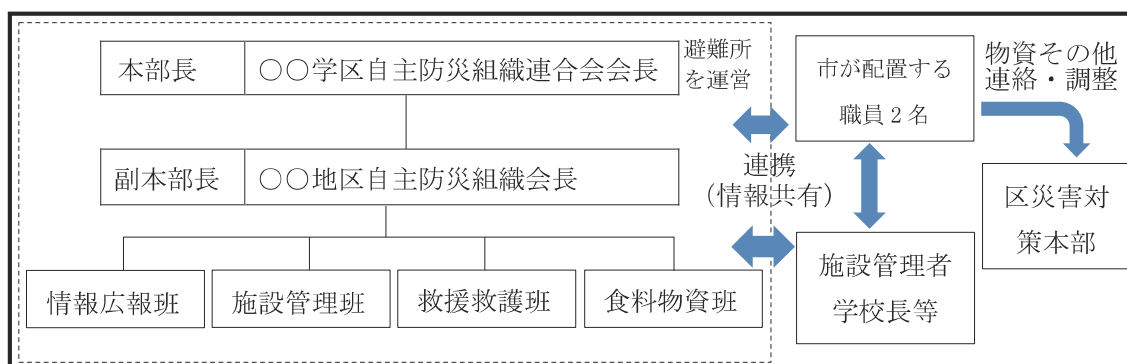 本部長
○○学区自主防災組織連合会会長
避難所
を運営
副本部長
○○地区自主防災組織会長
情報広報班
施設管理班
救援救護班
食料物資班
連携
(情報共有)
市が配置する
職員2名
物資その他
連絡・調整
施設管理者
学校長等
区災害対
策本部